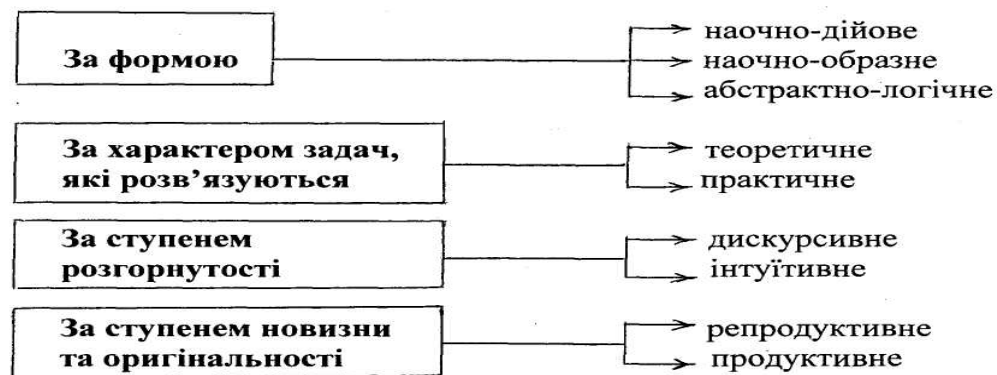 За формою
наочно-дійове
наочно-образне
абстрактно-логічне
За характером задач,
які розв’язуються
теоретичне
практичне
За ступенем
розгорнутості
дискурсивне
інтуїтивне
За ступенем новизни
та оригінальності
репродуктивне
продуктивне